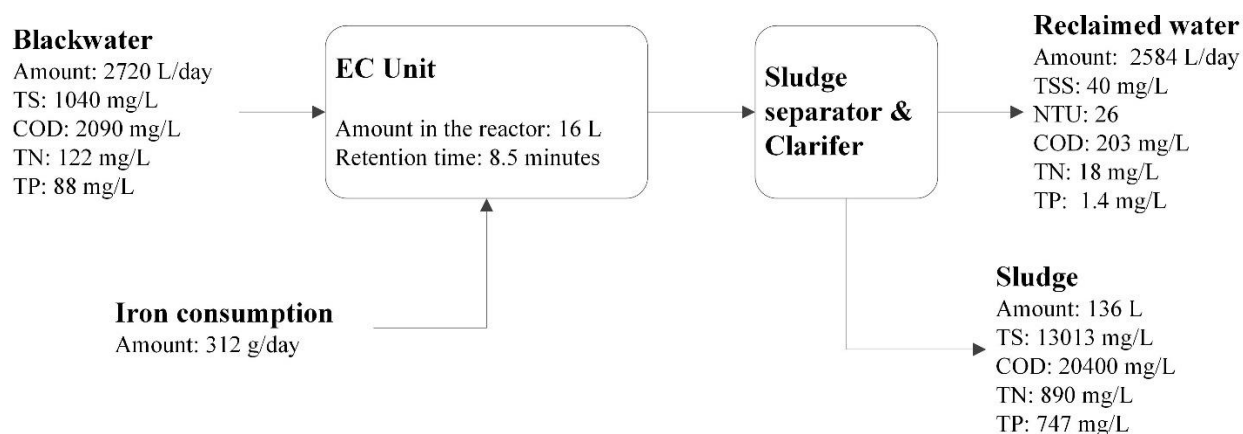 Blackwater
Amount: 2720 L/day
TS: 1040 mg/L
COD: 2090 mg/L
TN: 122 mg/L
TP: 88 mg/L
EC Unit
Amount in the reactor: 16 L
Retention time: 8.5 minutes
Iron consumption
Amount: 312 g/day
Sludge
separator &
Clarifer
Reclaimed water
Amount: 2584 L/day
TSS: 40 mg/L
NTU: 26
COD: 203 mg/L
TN: 18 mg/L
TP: 1.4 mg/L
Sludge
Amount: 136 L
TS: 13013 mg/L
COD: 20400 mg/L
TN: 890 mg/L
TP: 747 mg/L